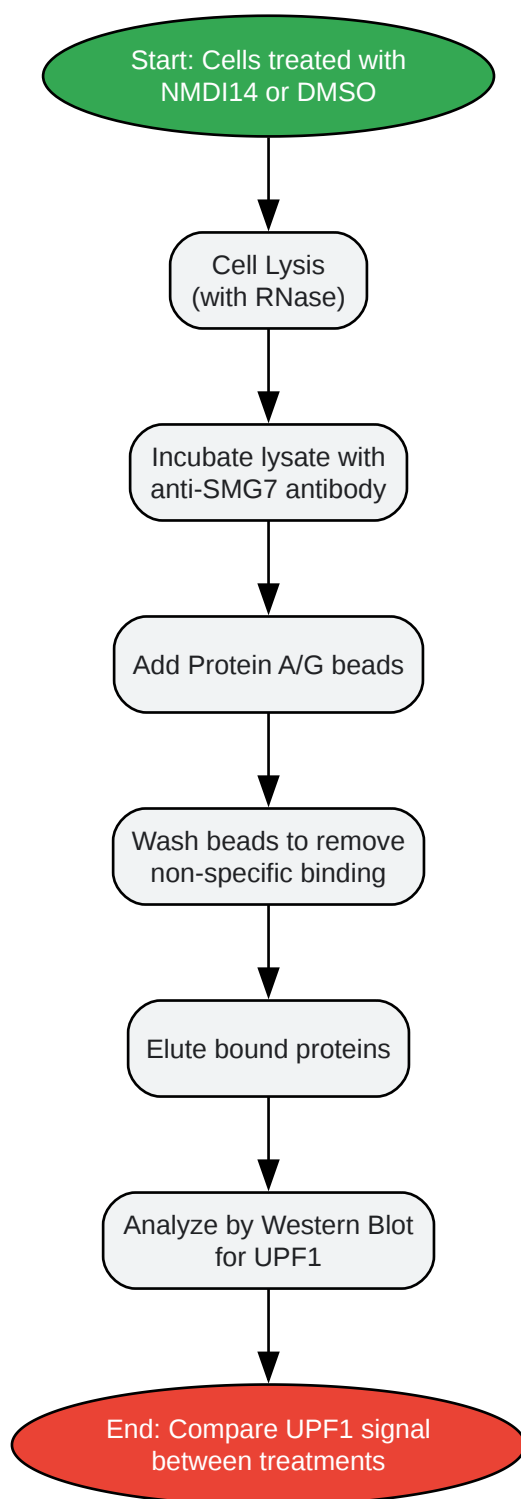 Start: Cells treated with
NMDI14 or DMSO
Cell Lysis
(with RNase)
Incubate lysate with
anti-SMG7 antibody
Add Protein A/G beads
Wash beads to remove
non-specific binding
Elute bound proteins
Analyze by Western Blot
for UPF1
End: Compare UPF1 signal
between treatments